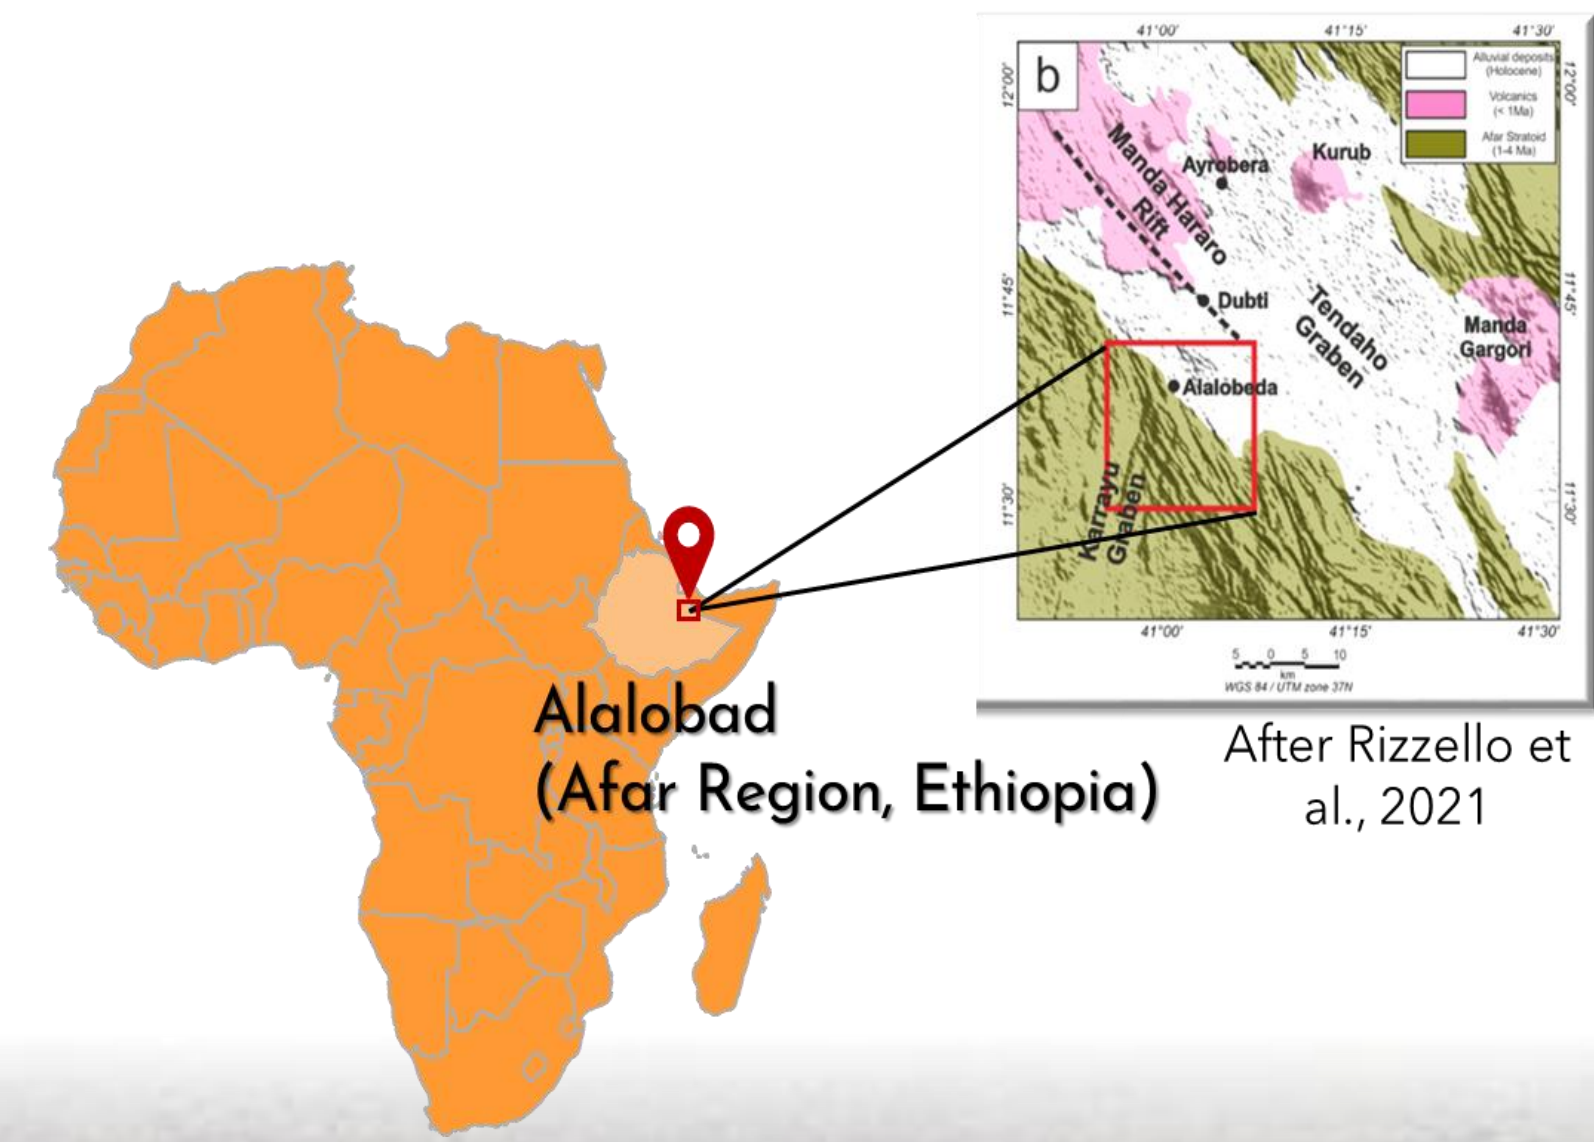 41°00'
41°15'
41°30'
b
12°00'
12°00'
Alluvial deposits
(Holocene)
Volcanics
(< 1Ma)
Afar Stratoid
(1-4 Ma)
Manda Hararo
Rift
Ayrobera
Kurub
11°45'
11°45'
Dubti
Tendaho
Graben
Manda
Gargori
Alalobeda
Karrayu
Graben
11°30'
11°30'
41°00'
41°15'
41°30'
5 0 5 10
km
WGS 84 / UTM zone 37N
Alalobad
(Afar Region, Ethiopia)
After Rizzello et
al., 2021